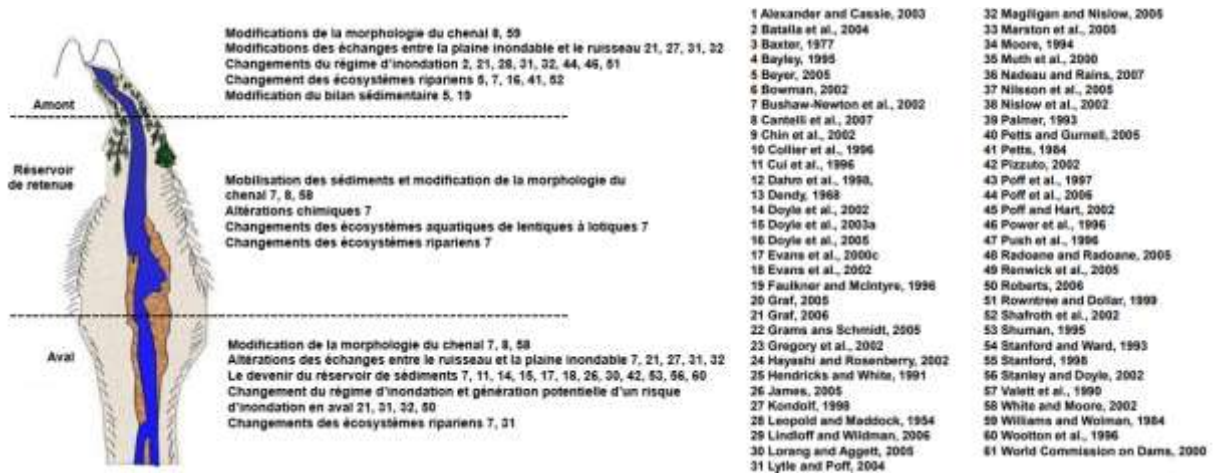 Modifications de la morphologie du chenal 8, 59
Modifications des échanges entre la plaine inondable et le ruisseau 21, 27, 31, 32
Changements du régime d'inondation 2, 21, 28, 31, 32, 44, 46, 51
Changement des écosystèmes ripariens 5, 7, 16, 41, 52
Modification du bilan sédimentaire 5, 19
Amont
Réservoir
de retenue
Mobilisation des sédiments et modification de la morphologie du
chenal 7, 8, 58
Altérations chimiques 7
Changements des écosystèmes aquatiques de lentiques à lotiques 7
Changements des écosystèmes ripariens 7
Aval
Modification de la morphologie du chenal 7, 8, 58
Altérations des échanges entre le ruisseau et la plaine inondable 7, 21, 27, 31, 32
Le devenir du réservoir de sédiments 7, 11, 14, 15, 17, 18, 26, 30, 42, 53, 56, 60
Changement du régime d'inondation et génération potentielle d'un risque
d'inondation en aval 21, 31, 32, 50
Changements des écosystèmes ripariens 7, 31
1 Alexander and Cassie, 2003
2 Batalla et al., 2004
3 Baxter, 1977
4 Bayley, 1995
5 Beyer, 2005
6 Bowman, 2002
7 Bushaw-Newton et al., 2002
8 Cantelli et al., 2007
9 Chin et al., 2002
10 Collier et al., 1996
11 Cui et al., 1996
12 Dahm et al., 1998,
13 Dendy, 1968
14 Doyle et al., 2002
15 Doyle et al., 2003a
16 Doyle et al., 2005
17 Evans et al., 2000c
18 Evans et al., 2002
19 Faulkner and McIntyre, 1996
20 Graf, 2005
21 Graf, 2006
22 Grams ans Schmidt, 2005
23 Gregory et al., 2002
24 Hayashi and Rosenberry, 2002
25 Hendricks and White, 1991
26 James, 2005
27 Kondolf, 1998
28 Leopold and Maddock, 1954
29 Lindloff and Wildman, 2006
30 Lorang and Aggett, 2005
31 Lytle and Poff, 2004
32 Magilligan and Nislow, 2005
33 Marston et al., 2005
34 Moore, 1994
35 Muth et al., 2000
36 Nadeau and Rains, 2007
37 Nilsson et al., 2005
38 Nislow et al., 2002
39 Palmer, 1993
40 Petts and Gurnell, 2005
41 Petts, 1984
42 Pizzuto, 2002
43 Poff et al., 1997
44 Poff et al., 2006
45 Poff and Hart, 2002
46 Power et al., 1996
47 Push et al., 1996
48 Radoane and Radoane, 2005
49 Renwick et al., 2005
50 Roberts, 2006
51 Rowntree and Dollar, 1999
52 Shafroth et al., 2002
53 Shuman, 1995
54 Stanford and Ward, 1993
55 Stanford, 1998
56 Stanley and Doyle, 2002
57 Valett et al., 1990
58 White and Moore, 2002
59 Williams and Wolman, 1984
60 Wootton et al., 1996
61 World Commission on Dams, 2000